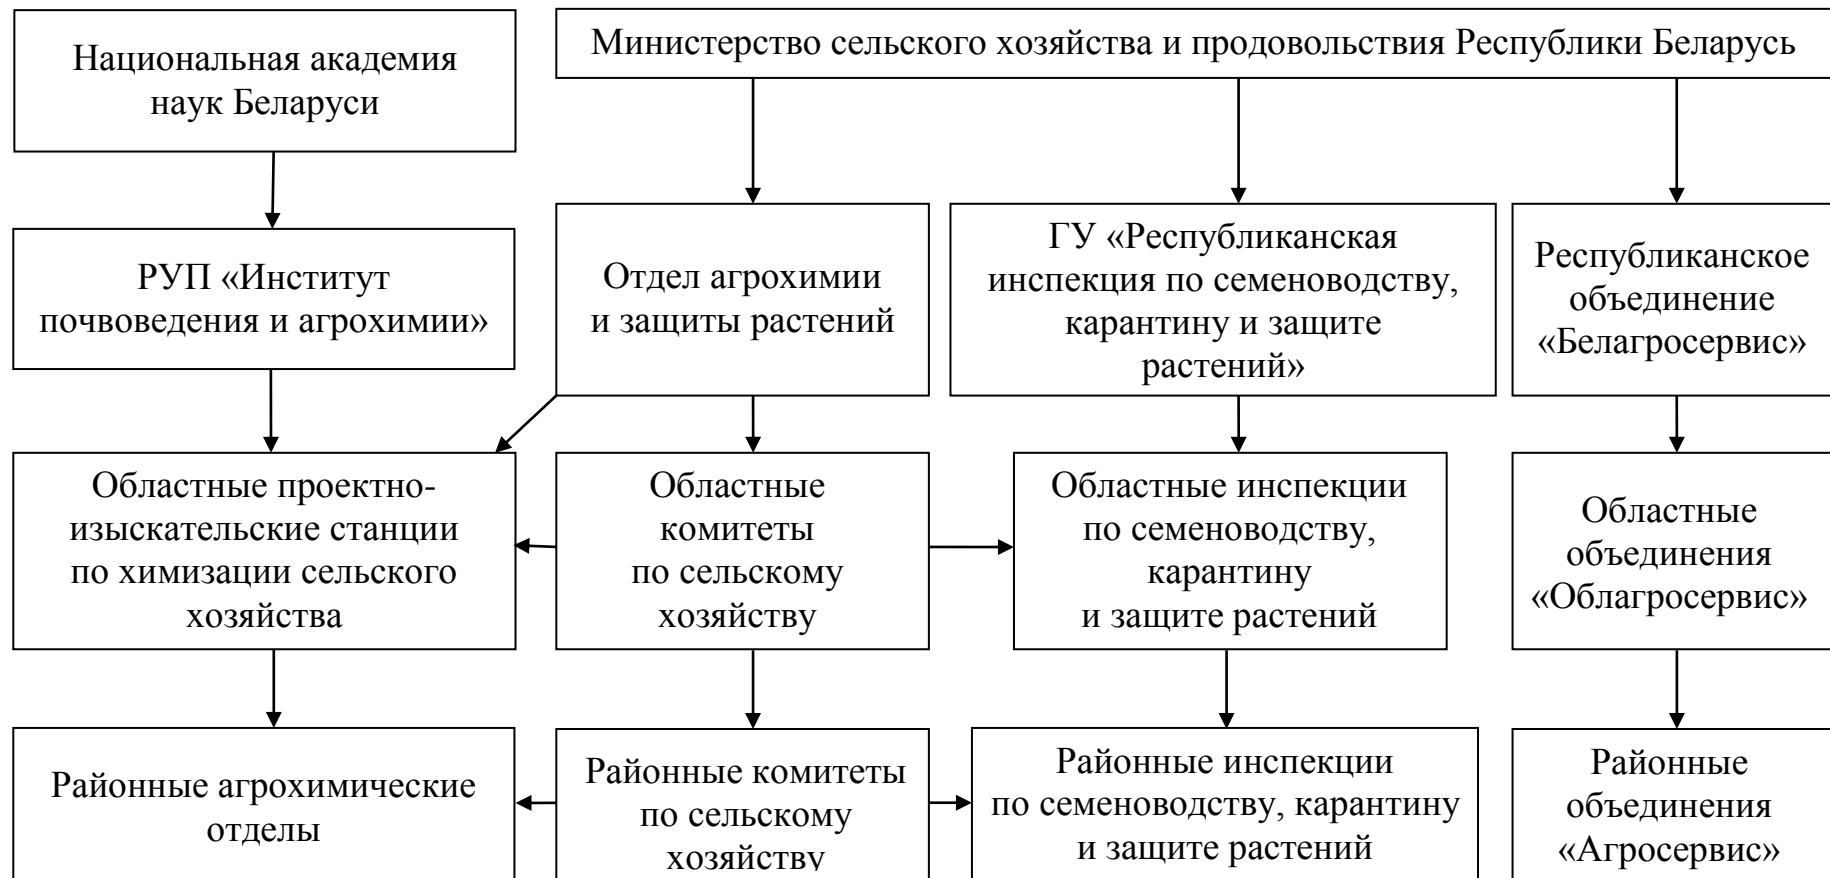 Национальная академия
наук Беларуси
Министерство сельского хозяйства и продовольствия Республики Беларусь
РУП «Институт
почвоведения и агрохимии»
Отдел агрохимии
и защиты растений
ГУ «Республиканская
инспекция по семеноводству,
карантину и защите
растений»
Республиканское
объединение
«Белагросервис»
Областные проектно-
изыскательские станции
по химизации сельского
хозяйства
Областные
комитеты
по сельскому
хозяйству
Областные инспекции
по семеноводству,
карантину
и защите растений
Областные
объединения
«Облагросервис»
Районные агрохимические
отделы
Районные комитеты
по сельскому
хозяйству
Районные инспекции
по семеноводству, карантину
и защите растений
Районные
объединения
«Агросервис»